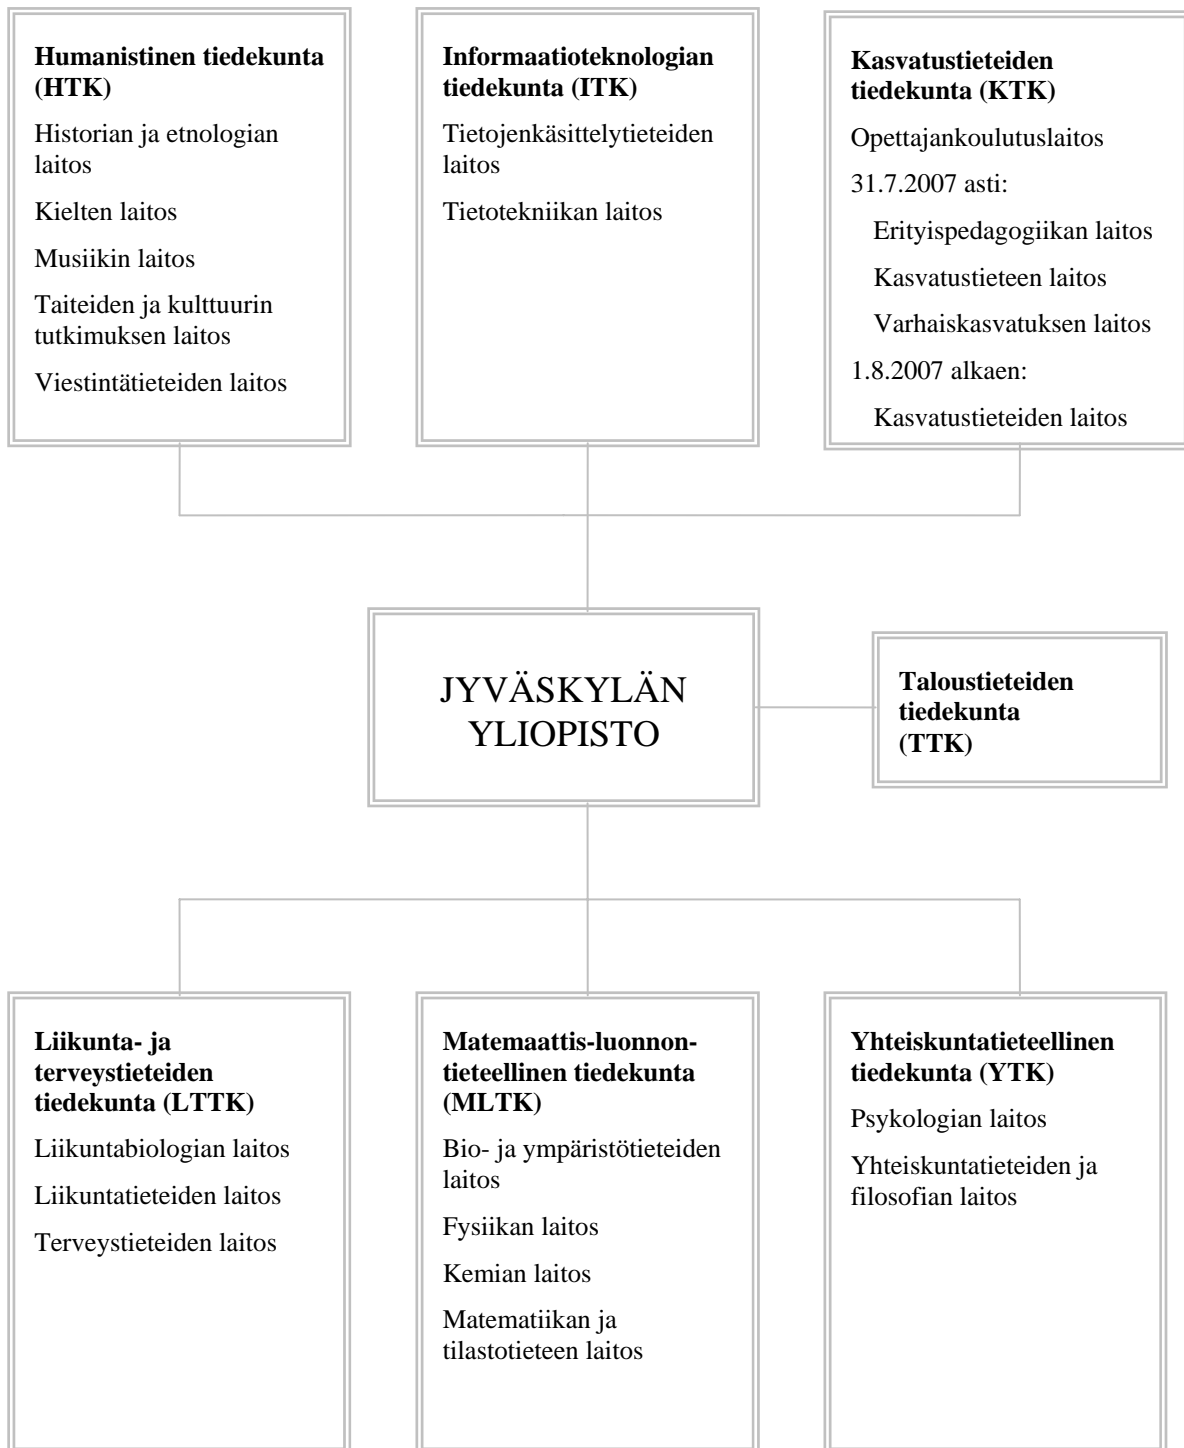 Humanistinen tiedekunta
(HTK)
Historian ja etnologian
laitos
Kielten laitos
Musiikin laitos
Taiteiden ja kulttuurin
tutkimuksen laitos
Viestintätieteiden laitos
Informaatioteknologian
tiedekunta (ITK)
Tietojenkäsittelytieteiden
laitos
Tietotekniikan laitos
Kasvatustieteiden
tiedekunta (KTK)
Opettajankoulutuslaitos
31.7.2007 asti:
Erityispedagogiikan laitos
Kasvatustieteen laitos
Varhaiskasvatuksen laitos
1.8.2007 alkaen:
Kasvatustieteiden laitos
JYVÄSKYLÄN
YLIOPISTO
Taloustieteiden
tiedekunta
(TTK)
Liikunta- ja
terveystieteiden
tiedekunta (LTTK)
Liikuntabiologian laitos
Liikuntatieteiden laitos
Terveystieteiden laitos
Matemaattis-luonnon-
tieteellinen tiedekunta
(MLTK)
Bio- ja ympäristötieteiden
laitos
Fysiikan laitos
Kemian laitos
Matematiikan ja
tilastotieteen laitos
Yhteiskuntatieteellinen
tiedekunta (YTK)
Psykologian laitos
Yhteiskuntatieteiden ja
filosofian laitos